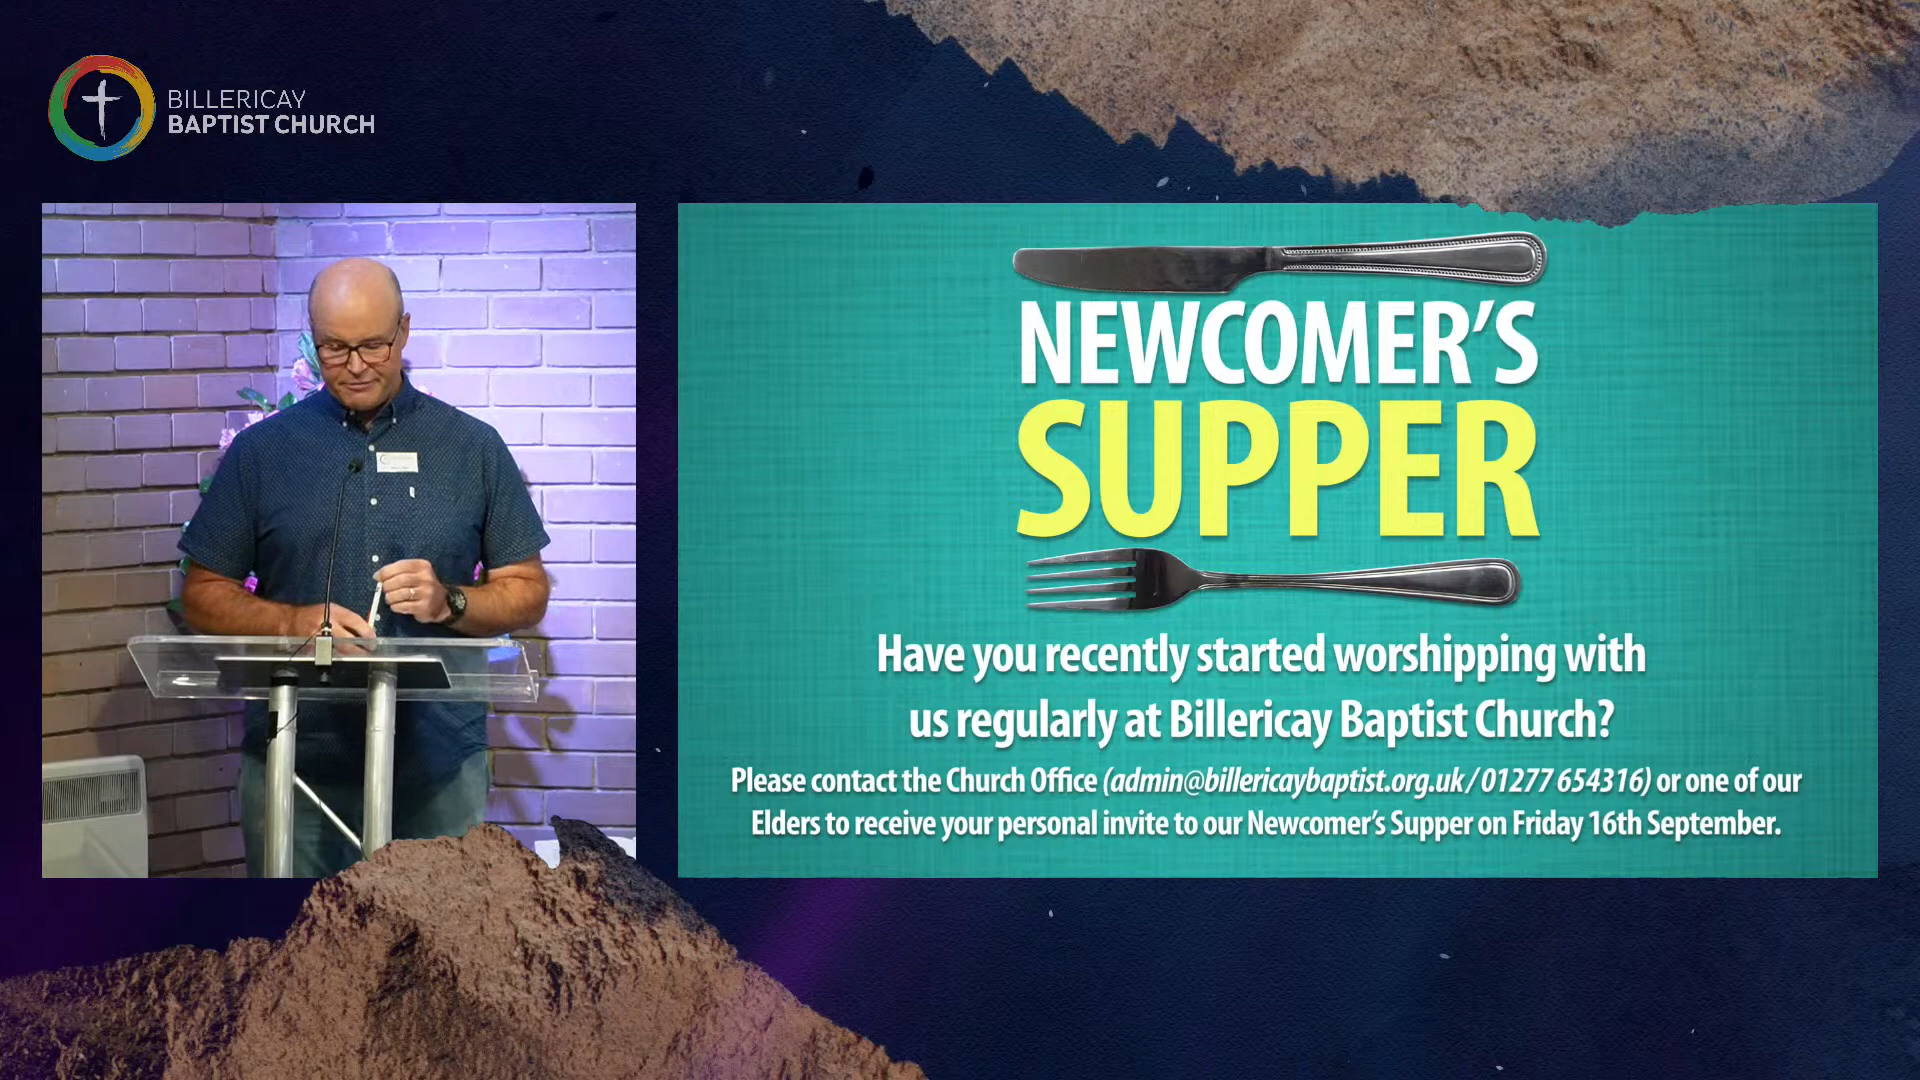 BILLERICAY
BAPTIST CHURCH
NEWCOMER'S
SUPPER
Have you recently started worshipping with
us regularly at Billericay Baptist Church?
Please contact the Church Office (admin@billericaybaptist.org.uk / 01277 654316) or one of our
Elders to receive your personal invite to our Newcomer's Supper on Friday 16th September.